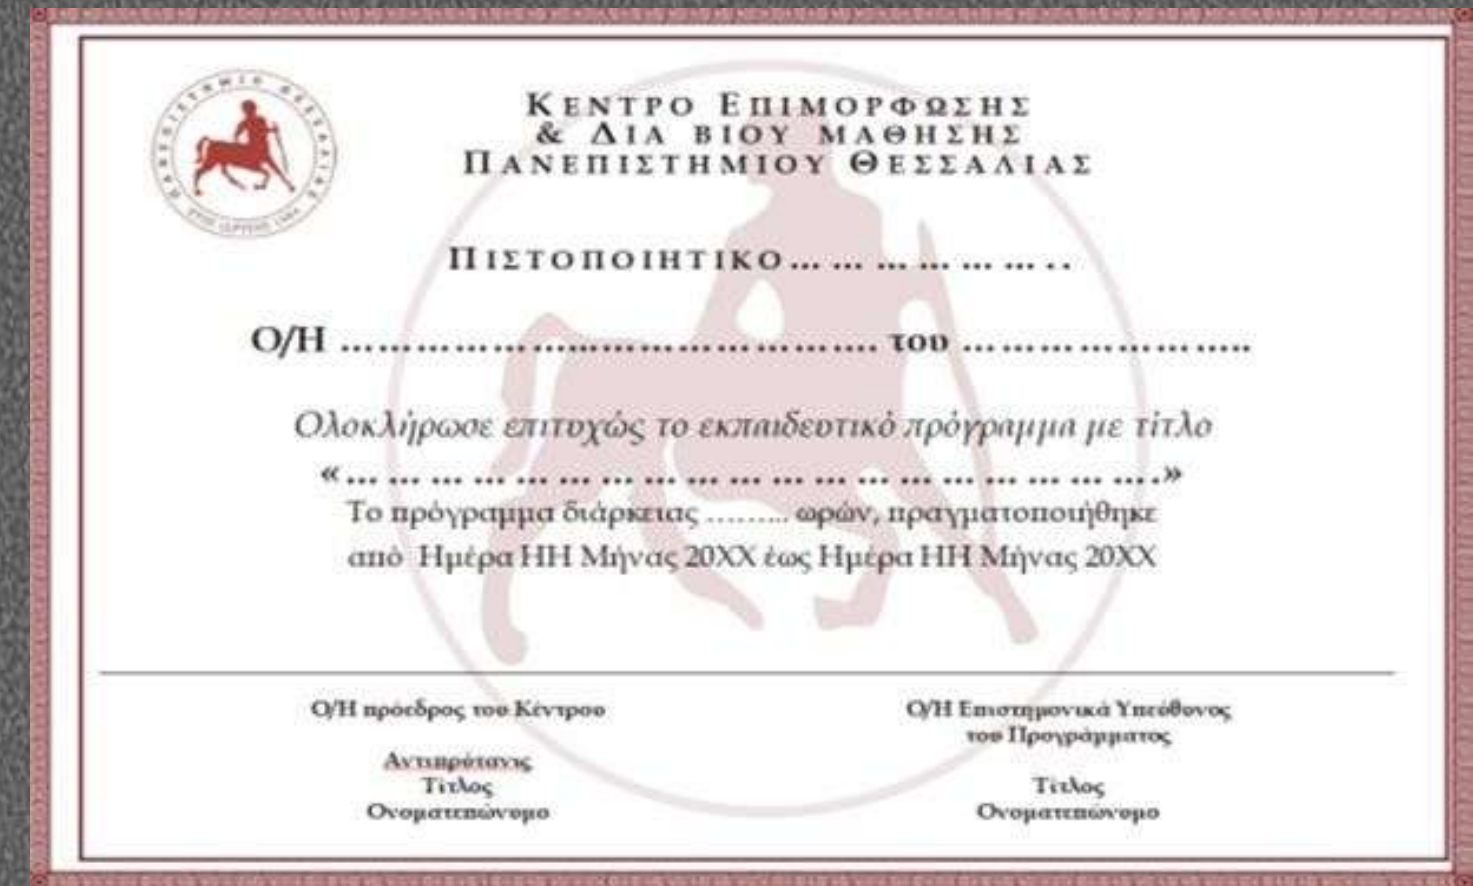 ΠΑΝΕΠΙΣΤΗΜΙΟ ΘΕΣΣΑΛΙΑΣ
ΚΕΝΤΡΟ ΕΠΙΜΟΡΦΩΣΗΣ
& ΔΙΑ ΒΙΟΥ ΜΑΘΗΣΗΣ
ΠΑΝΕΠΙΣΤΗΜΙΟΥ ΘΕΣΣΑΛΙΑΣ
ΠΙΣΤΟΠΟΙΗΤΙΚΟ... ... ... ... ... ... . .
Ο/Η ............................................. του ..........................
Ολοκλήρωσε επιτυχώς το εκπαιδευτικό πρόγραμμα με τίτλο
«... ... ... ... ... ... ... ... ... ... ... ... ... ... ... ... ... ... ... .»
Το πρόγραμμα διάρκειας ......... ωρών, πραγματοποιήθηκε
από Ημέρα ΗΗ Μήνας 20ΧΧ έως Ημέρα ΗΗ Μήνας 20ΧΧ
Ο/Η πρόεδρος του Κέντρου
Αντιπρύτανις
Τίτλος
Ονοματεπώνυμο
Ο/Η Επιστημονικά Υπεύθυνος
του Προγράμματος
Τίτλος
Ονοματεπώνυμο